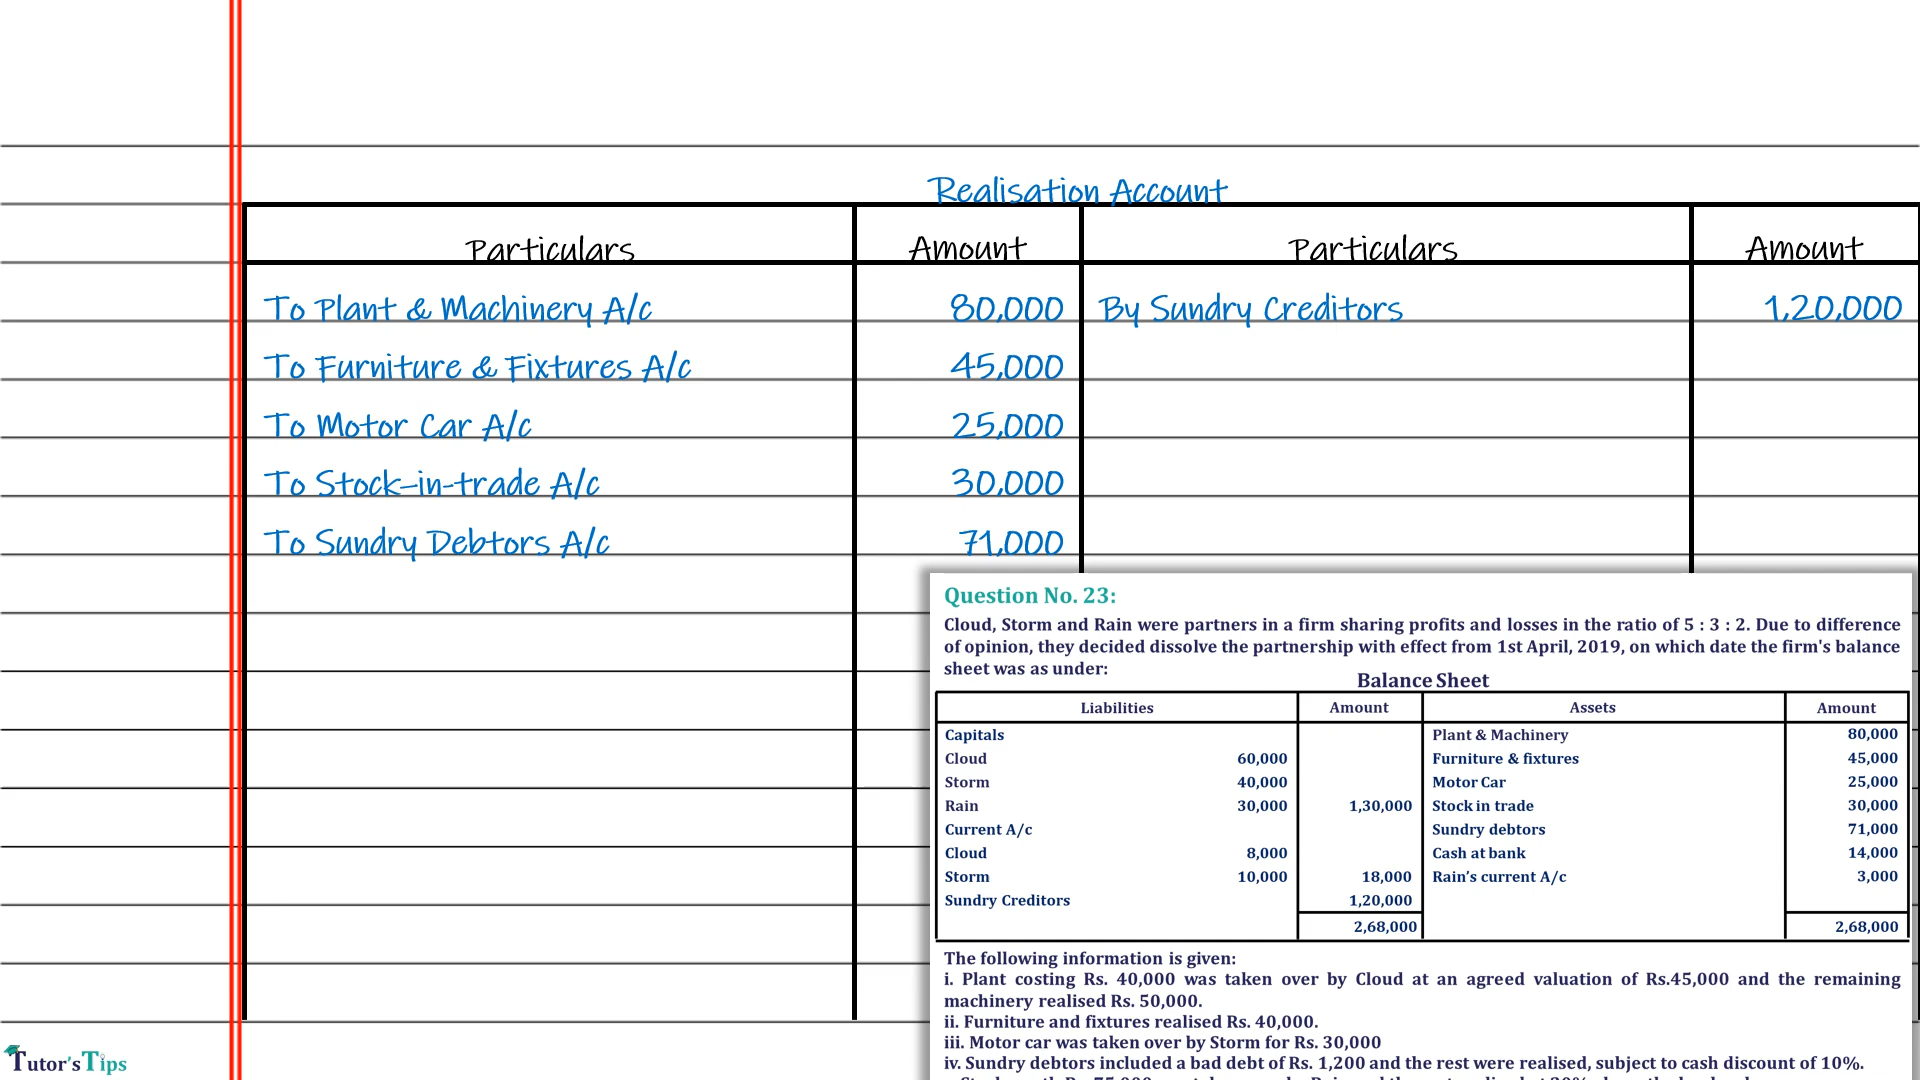 Realisation Account
Particulars Amount Particulars Amount
To Plant & Machinery A/c 80,000 By Sundry Creditors 1,20,000
To Furniture & Fixtures A/c 45,000
To Motor Car A/c 25,000
To Stock-in-trade A/c 30,000
To Sundry Debtors A/c 71,000
Question No. 23:
Cloud, Storm and Rain were partners in a firm sharing profits and losses in the ratio of 5 : 3 : 2. Due to difference
of opinion, they decided dissolve the partnership with effect from 1st April, 2019, on which date the firm's balance
sheet was as under:
Balance Sheet
Liabilities Amount Assets Amount
Capitals Plant & Machinery 80,000
Cloud 60,000 Furniture & fixtures 45,000
Storm 40,000 Motor Car 25,000
Rain 30,000 1,30,000 Stock in trade 30,000
Current A/c Sundry debtors 71,000
Cloud 8,000 Cash at bank 14,000
Storm 10,000 18,000 Rain’s current A/c 3,000
Sundry Creditors 1,20,000
2,68,000 2,68,000
The following information is given:
i. Plant costing Rs. 40,000 was taken over by Cloud at an agreed valuation of Rs.45,000 and the remaining
machinery realised Rs. 50,000.
ii. Furniture and fixtures realised Rs. 40,000.
iii. Motor car was taken over by Storm for Rs. 30,000
iv. Sundry debtors included a bad debt of Rs. 1,200 and the rest were realised, subject to cash discount of 10%.
Tutor'sTips